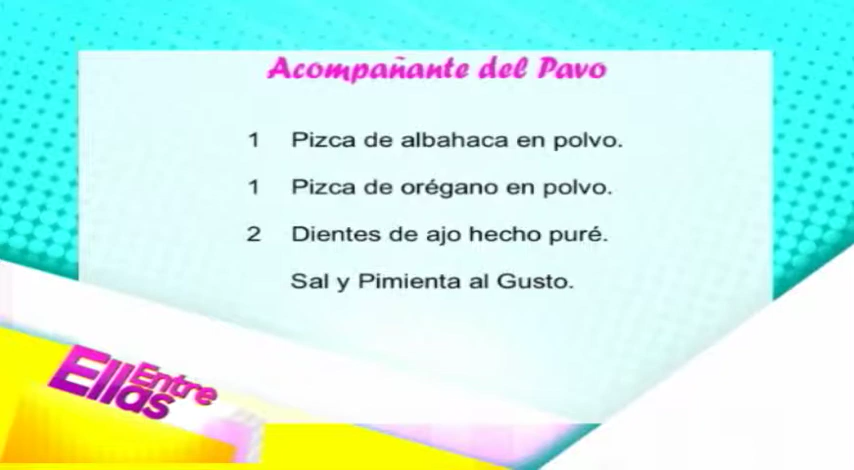 Acompañante del Pavo
1 Pizca de albahaca en polvo.
1 Pizca de orégano en polvo.
2 Dientes de ajo hecho puré.
Sal y Pimienta al Gusto.
Entre
Ellas